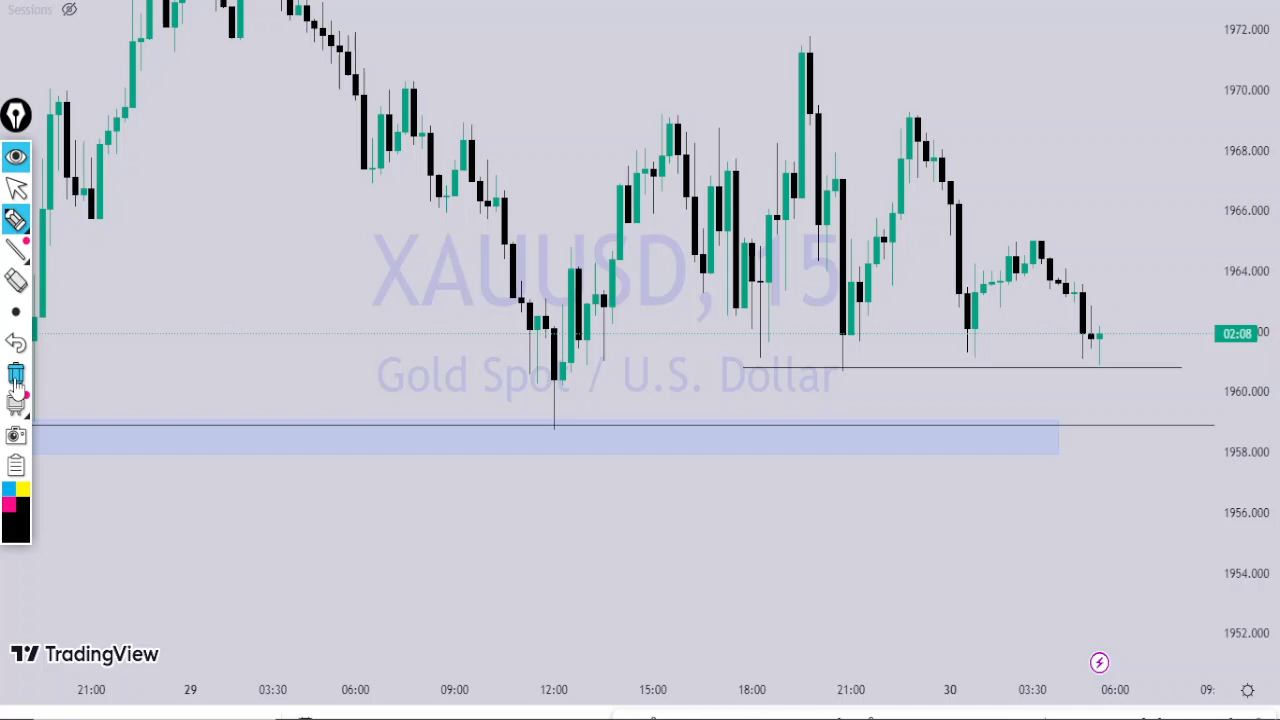 Sessions
1972.000
1970.000
1968.000
1966.000
XAUUSD, 15
1964.000
02:08
Gold Spot / U.S. Dollar
1960.000
1958.000
1956.000
1954.000
1952.000
TradingView
21:00 29 03:30 06:00 09:00 12:00 15:00 18:00 21:00 30 03:30 06:00 09: